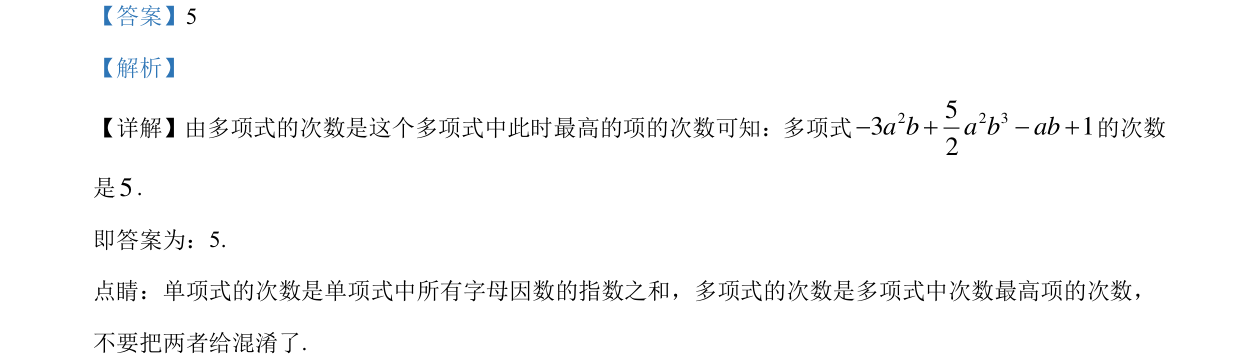 【答案】5
【解析】
【详解】由多项式的次数是这个多项式中此时最高的项的次数可知：多项式 $-3a^2b+\frac{5}{2}a^2b^3-ab+1$ 的次数
是 5 .
即答案为：5.
点睛：单项式的次数是单项式中所有字母因数的指数之和，多项式的次数是多项式中次数最高项的次数，
不要把两者给混淆了.